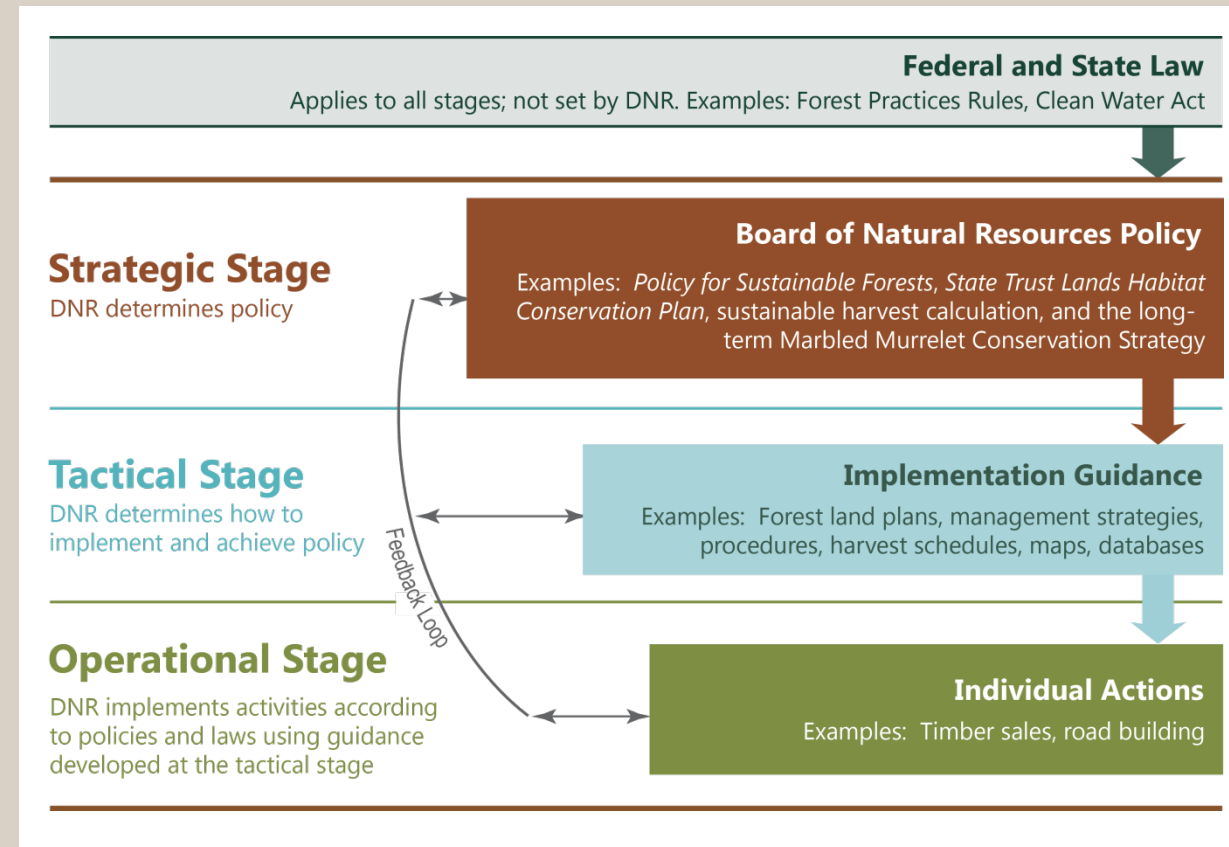 Federal and State Law
Applies to all stages; not set by DNR. Examples: Forest Practices Rules, Clean Water Act
Strategic Stage
DNR determines policy
Board of Natural Resources Policy
Examples: Policy for Sustainable Forests, State Trust Lands Habitat
Conservation Plan, sustainable harvest calculation, and the long-
term Marbled Murrelet Conservation Strategy
Tactical Stage
DNR determines how to
implement and achieve policy
Implementation Guidance
Examples: Forest land plans, management strategies,
procedures, harvest schedules, maps, databases
Feedback Loop
Operational Stage
DNR implements activities according
to policies and laws using guidance
developed at the tactical stage
Individual Actions
Examples: Timber sales, road building